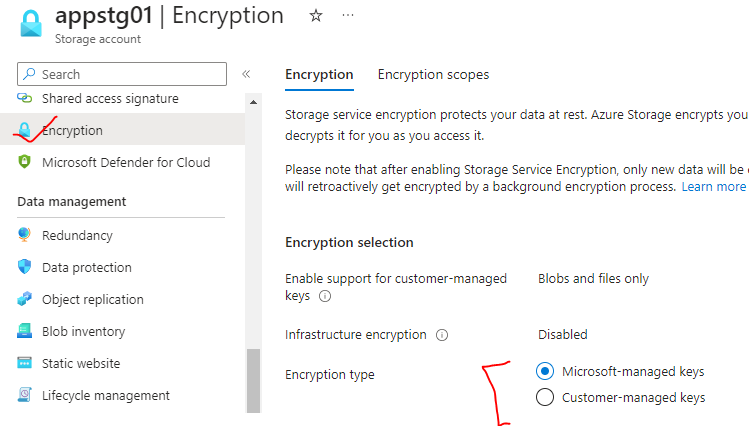 appstg01 | Encryption
Storage account
Search
Shared access signature
Encryption
Microsoft Defender for Cloud
Data management
Redundancy
Data protection
Object replication
Blob inventory
Static website
Lifecycle management
Encryption
Encryption scopes
Storage service encryption protects your data at rest. Azure Storage encrypts you
decrypts it for you as you access it.
Please note that after enabling Storage Service Encryption, only new data will be
will retroactively get encrypted by a background encryption process. Learn more
Encryption selection
Enable support for customer-managed
keys
Blobs and files only
Infrastructure encryption
Disabled
Encryption type
Microsoft-managed keys
Customer-managed keys